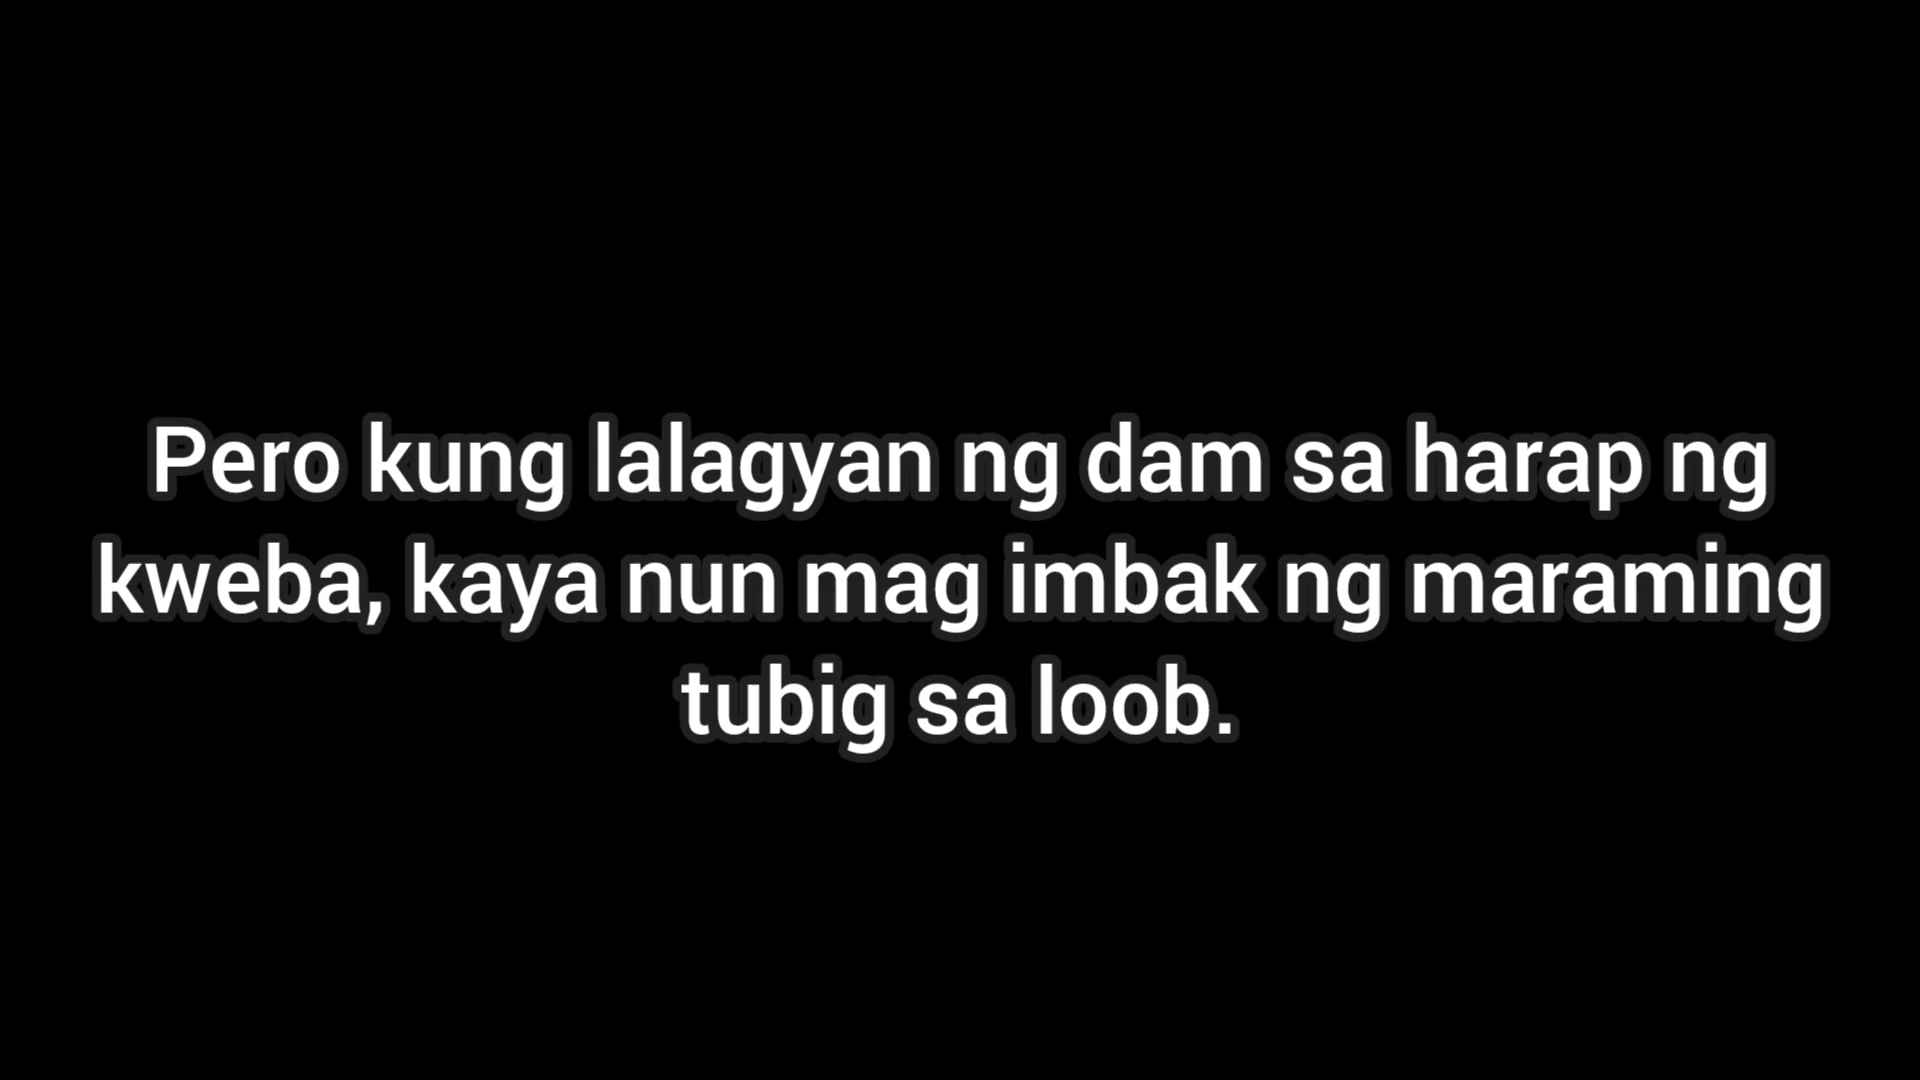 Pero kung lalagyan ng dam sa harap ng
kweba, kaya nun mag imbak ng maraming
tubig sa loob.